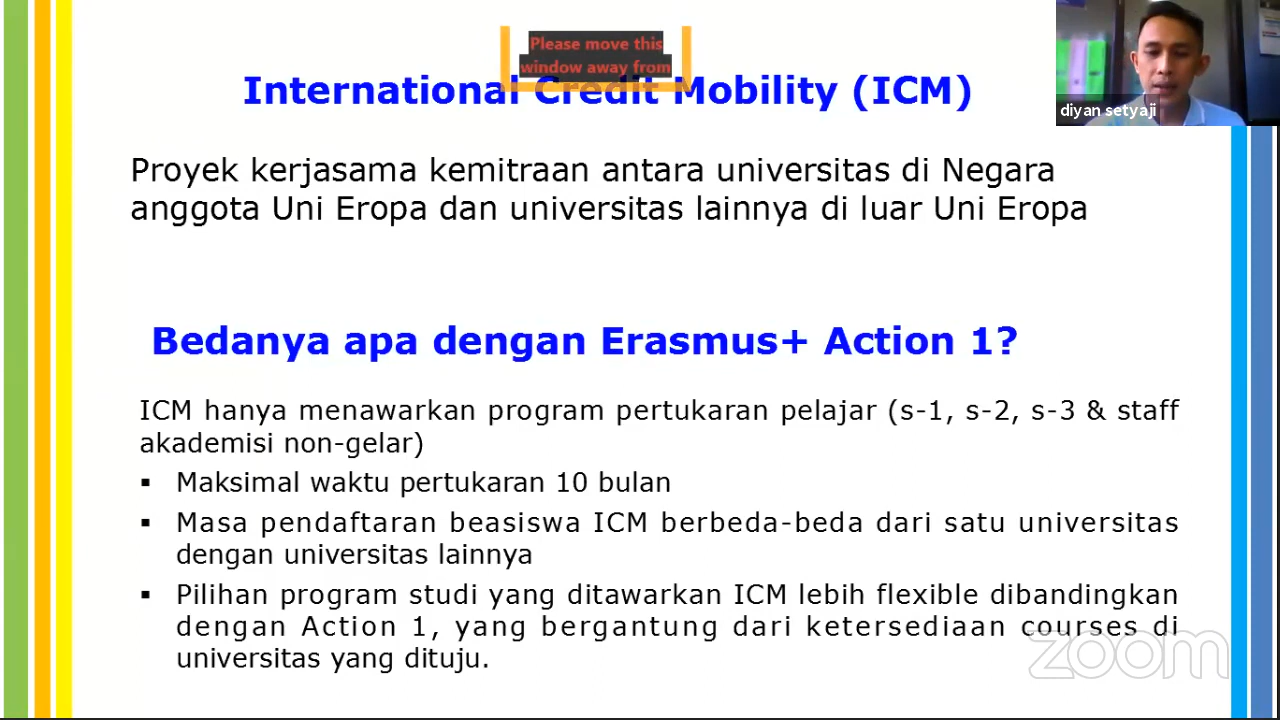 Please move this
window away from
International Credit Mobility (ICM)
diyan setyaji
Proyek kerjasama kemitraan antara universitas di Negara
anggota Uni Eropa dan universitas lainnya di luar Uni Eropa
Bedanya apa dengan Erasmus+ Action 1?
ICM hanya menawarkan program pertukaran pelajar (s-1, s-2, s-3 & staff
akademisi non-gelar)
▪ Maksimal waktu pertukaran 10 bulan
▪ Masa pendaftaran beasiswa ICM berbeda-beda dari satu universitas
dengan universitas lainnya
▪ Pilihan program studi yang ditawarkan ICM lebih flexible dibandingkan
dengan Action 1, yang bergantung dari ketersediaan courses di
universitas yang dituju.
zoom